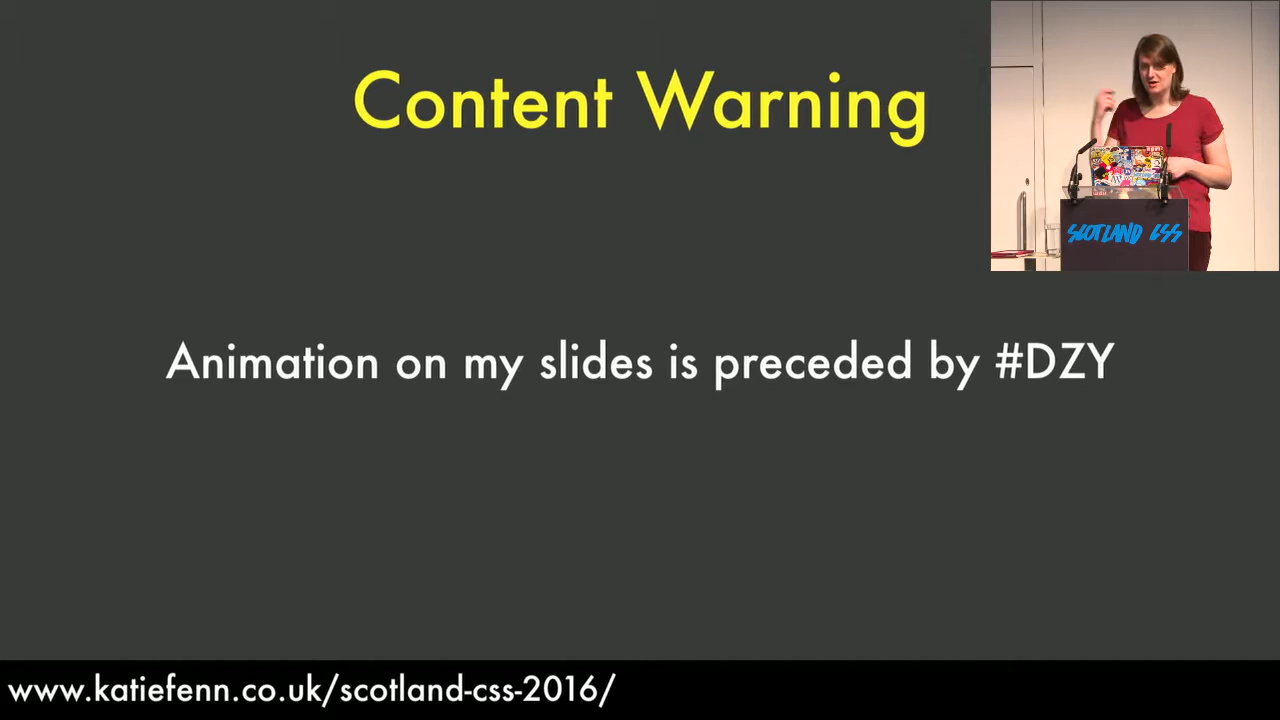 Content Warning
SCOTLAND CSS
Animation on my slides is preceded by #DZY
www.katiefenn.co.uk/scotland-css-2016/